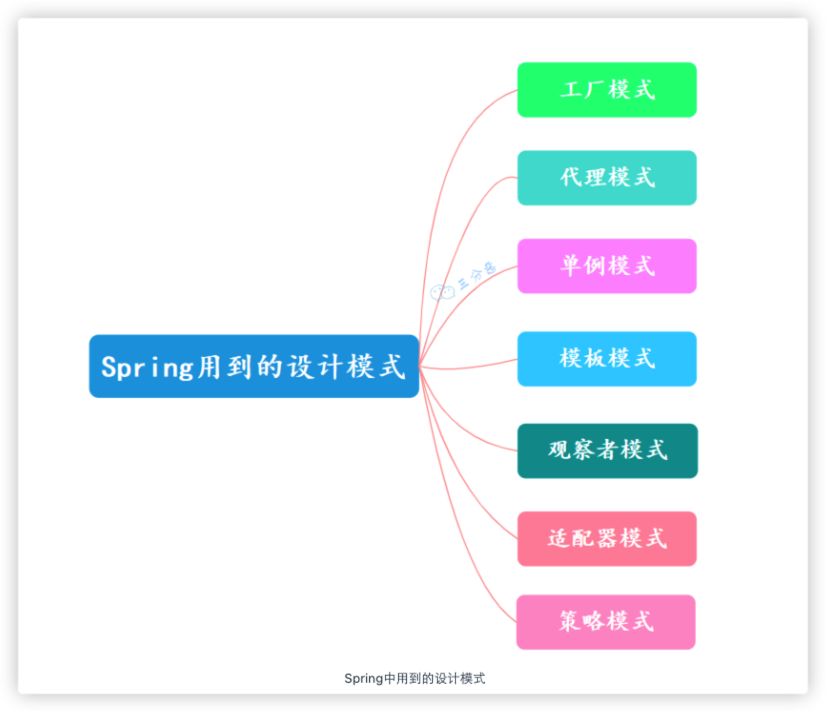 工厂模式
代理模式
单例模式
三分恶
Spring用到的设计模式
模板模式
观察者模式
适配器模式
策略模式
Spring中用到的设计模式